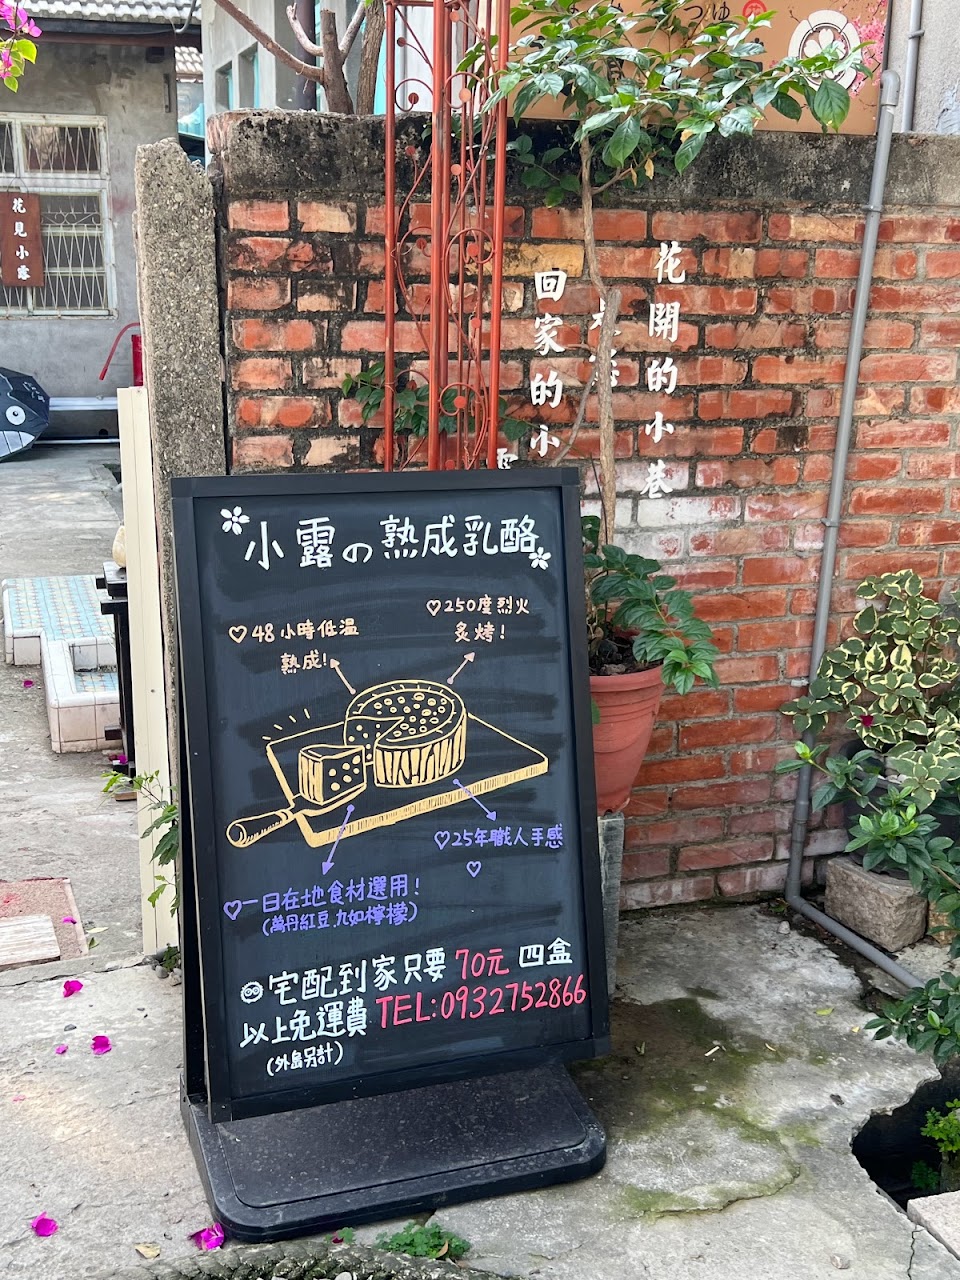 つゆ
花見小露
花開的小巷
回家的小
小露の熟成乳酪
♡48小時低温
熟成!
♡250度烈火
炙烤!
♡25年職人手感
♡
♡一日在地食材選用!
(萬丹紅豆.九如檸檬)
宅配到家只要70元 四盒
以上免運費 TEL:0932752866
(外島另計)